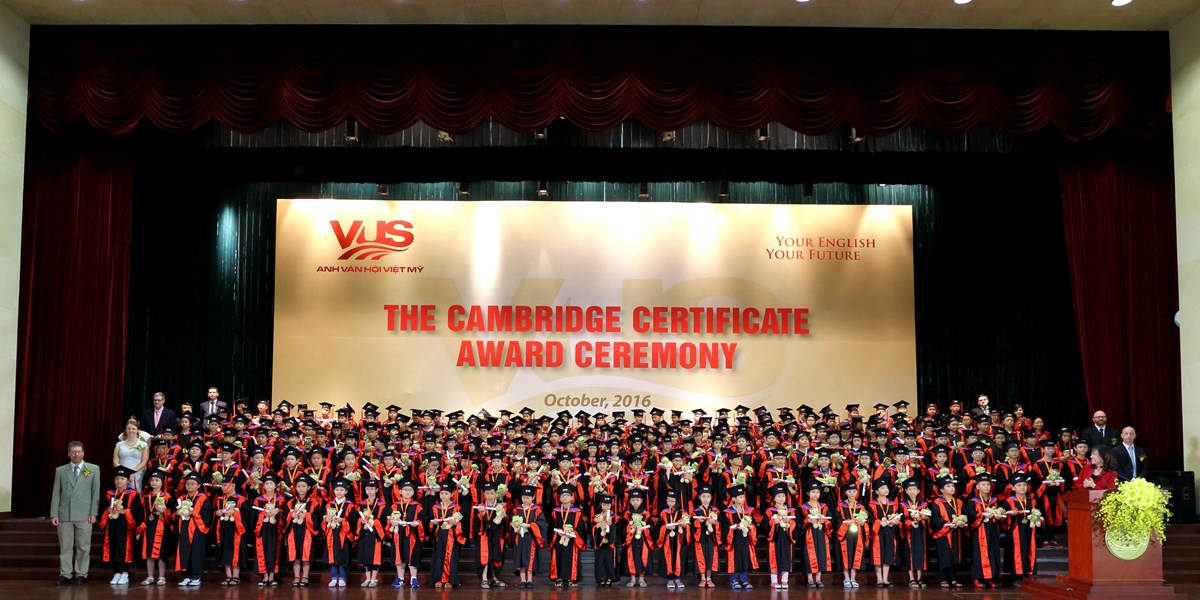 VUS
ANH VĂN HỘI VIỆT MỸ
YOUR ENGLISH
YOUR FUTURE
THE CAMBRIDGE CERTIFICATE
AWARD CEREMONY
October, 2016